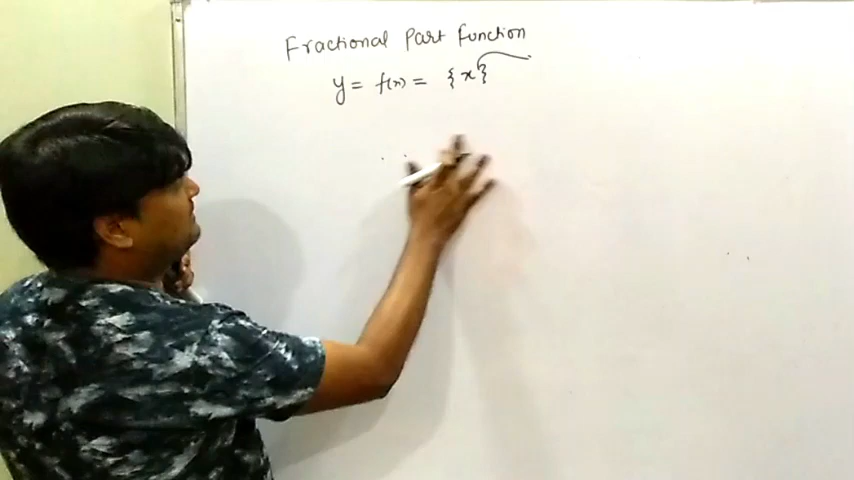 Fractional Part function
y = f(x) = {x}